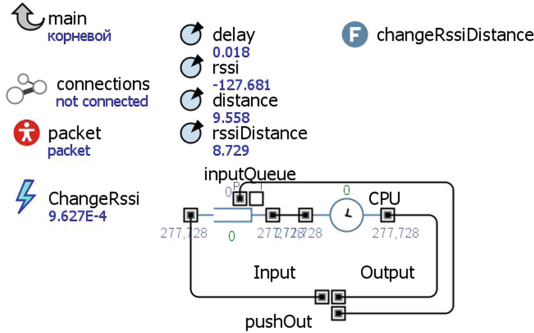 main
корневой
delay
0.018
F changeRssiDistance
rssi
-127.681
connections
not connected
distance
9.558
packet
packet
rssiDistance
8.729
inputQueue
ChangeRssi
9.627E-4
0
0
CPU
277,728
0
277,728
277,728
Input
Output
pushOut